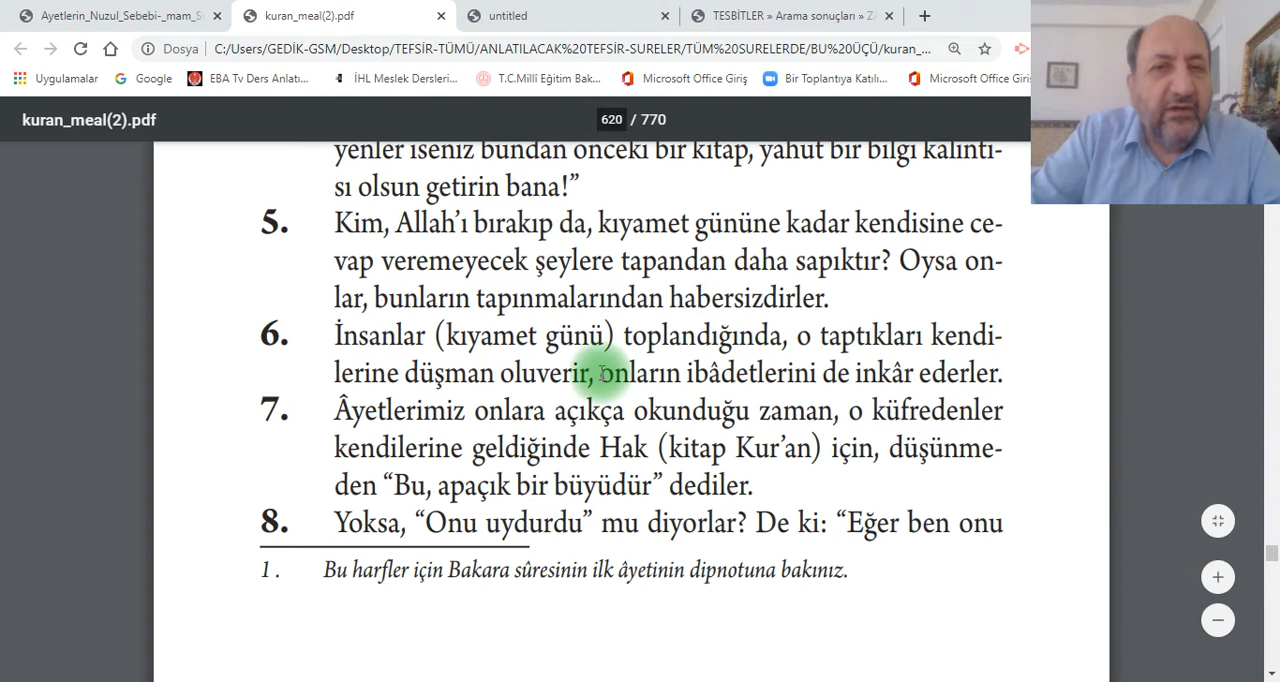 Ayetlerin_Nuzul_Sebebi-_mam_S
kuran_meal(2).pdf
untitled
TESBİTLER » Arama sonuçları »
Dosya
C:/Users/GEDİK-GSM/Desktop/TEFSİR-TÜMÜ/ANLATILACAK%20TEFSİR-SURELER/TÜM%20SURELERDE/BU%20ÜÇÜ/kuran_...
Uygulamalar
Google
EBA Tv Ders Anlatı...
İHL Meslek Dersleri...
T.C.Millî Eğitim Bak...
Microsoft Office Giriş
Bir Toplantıya Katılı...
Microsoft Office Giriş
kuran_meal(2).pdf
620 / 770
yenler iseniz bundan önceki bir kitap, yahut bir bilgi kalıntı-
sı olsun getirin bana!”
5. Kim, Allah’ı bırakıp da, kıyamet gününe kadar kendisine ce-
vap veremeyecek şeylere tapandan daha sapıktır? Oysa on-
lar, bunların tapınmalarından habersizdirler.
6. İnsanlar (kıyamet günü) toplandığında, o taptıkları kendi-
lerine düşman oluverir, onların ibâdetlerini de inkâr ederler.
7. Âyetlerimiz onlara açıkça okunduğu zaman, o küfredenler
kendilerine geldiğinde Hak (kitap Kur’an) için, düşünme-
den “Bu, apaçık bir büyüdür” dediler.
8. Yoksa, “Onu uydurdu” mu diyorlar? De ki: “Eğer ben onu
1 . Bu harfler için Bakara sûresinin ilk âyetinin dipnotuna bakınız.